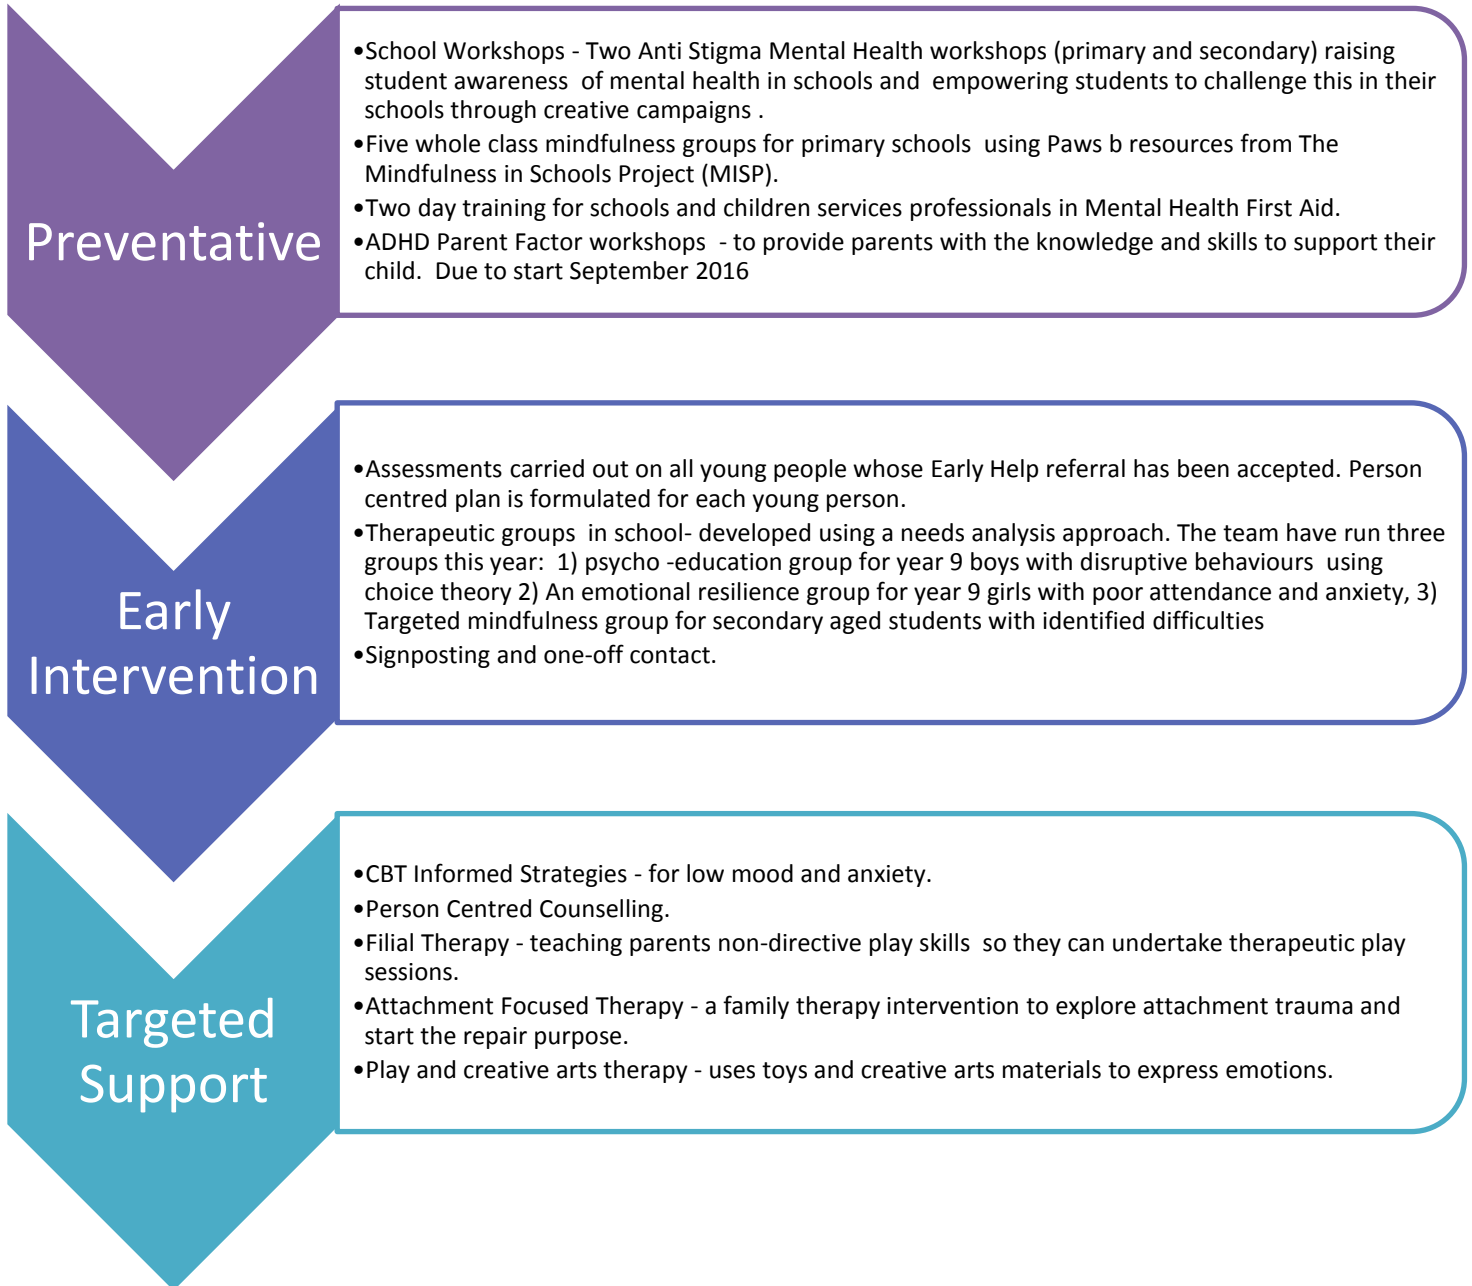 Preventative
•School Workshops - Two Anti Stigma Mental Health workshops (primary and secondary) raising
student awareness of mental health in schools and empowering students to challenge this in their
schools through creative campaigns .
•Five whole class mindfulness groups for primary schools using Paws b resources from The
Mindfulness in Schools Project (MISP).
•Two day training for schools and children services professionals in Mental Health First Aid.
•ADHD Parent Factor workshops - to provide parents with the knowledge and skills to support their
child. Due to start September 2016
Early
Intervention
•Assessments carried out on all young people whose Early Help referral has been accepted. Person
centred plan is formulated for each young person.
•Therapeutic groups in school- developed using a needs analysis approach. The team have run three
groups this year: 1) psycho -education group for year 9 boys with disruptive behaviours using
choice theory 2) An emotional resilience group for year 9 girls with poor attendance and anxiety, 3)
Targeted mindfulness group for secondary aged students with identified difficulties
•Signposting and one-off contact.
Targeted
Support
•CBT Informed Strategies - for low mood and anxiety.
•Person Centred Counselling.
•Filial Therapy - teaching parents non-directive play skills so they can undertake therapeutic play
sessions.
•Attachment Focused Therapy - a family therapy intervention to explore attachment trauma and
start the repair purpose.
•Play and creative arts therapy - uses toys and creative arts materials to express emotions.